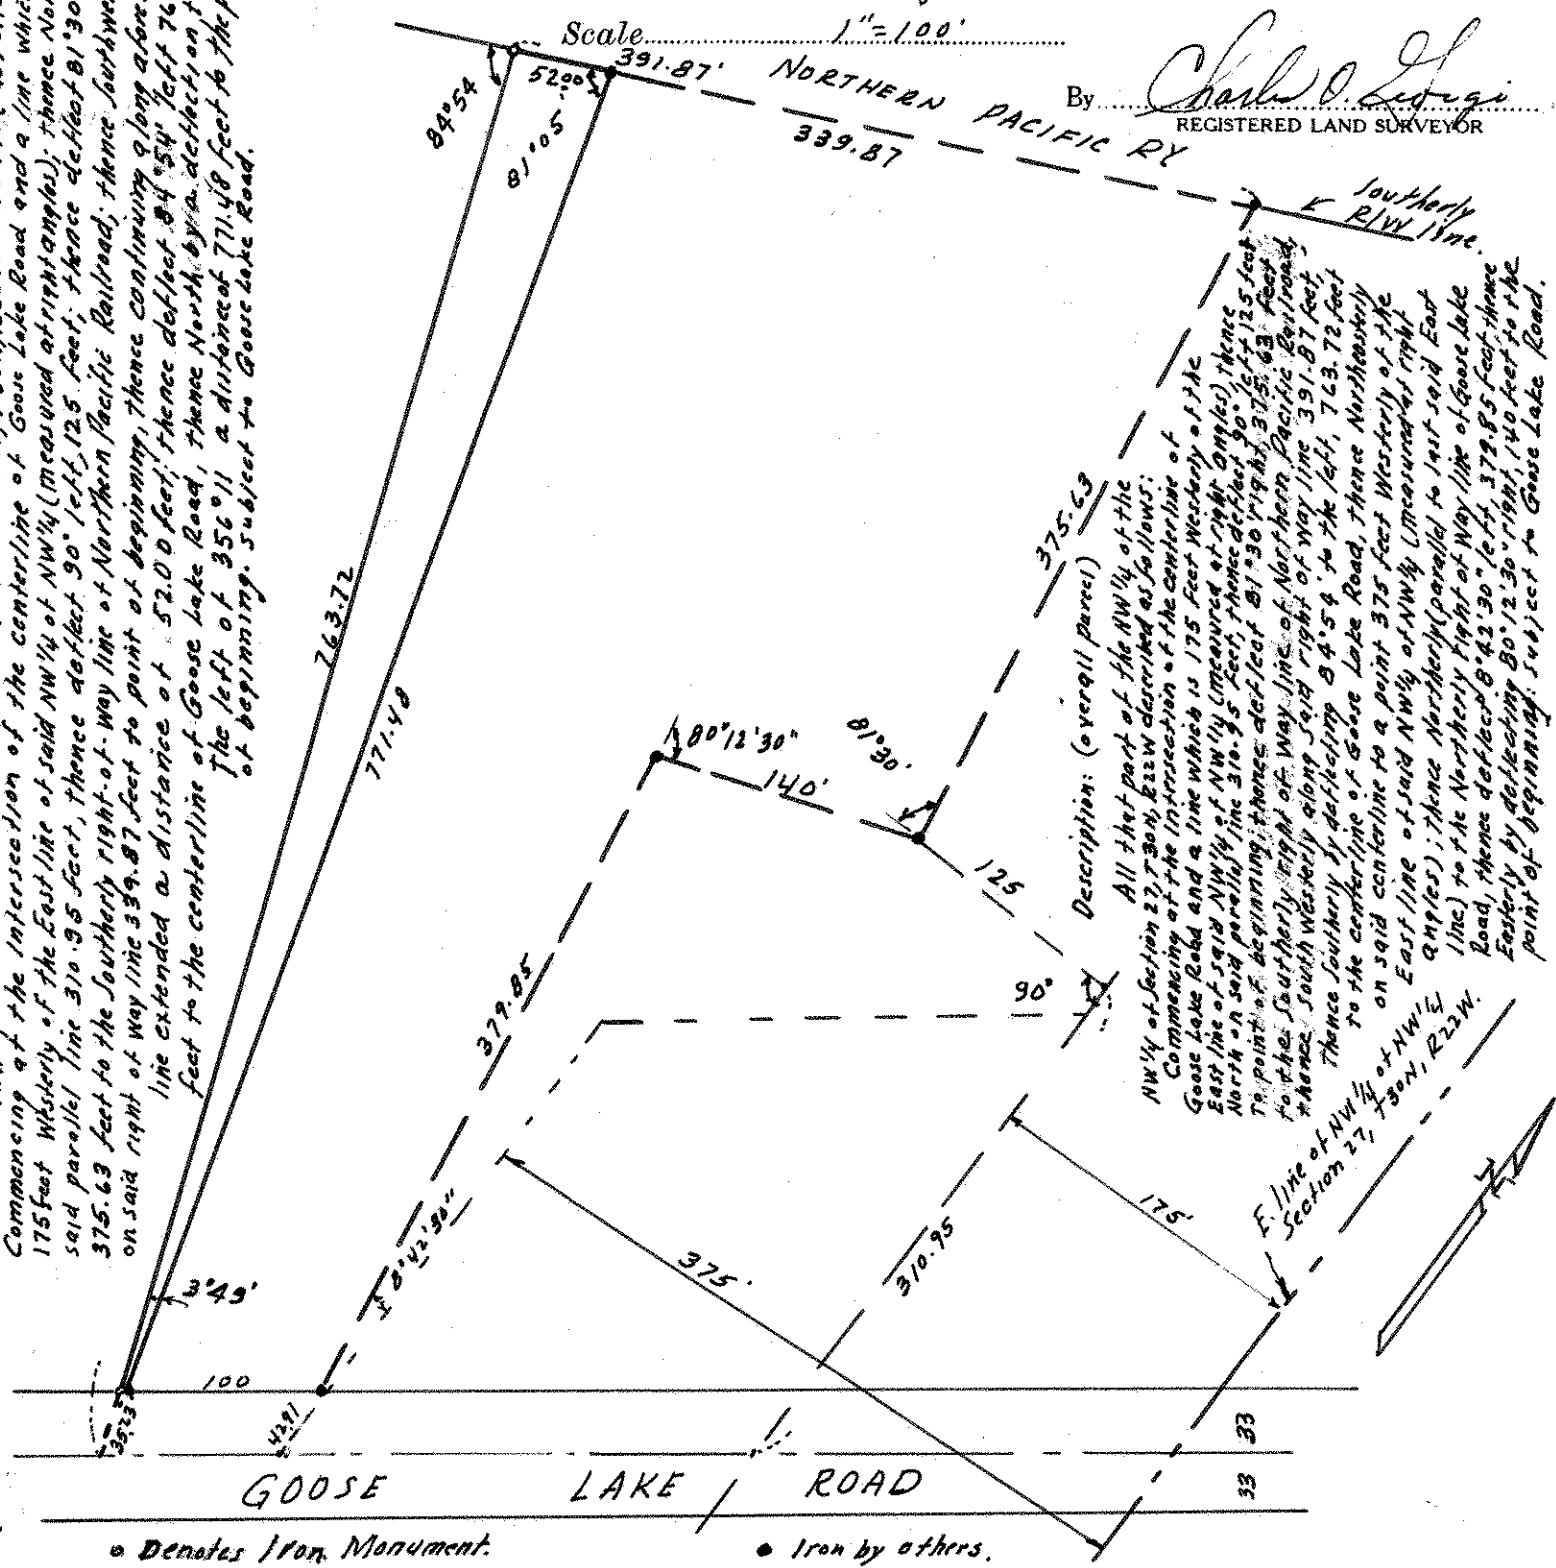 Scale 1"=100'
By Charles O. Georgi
REGISTERED LAND SURVEYOR
Commencing at the intersection of the centerline of Goose Lake Road and a line which
175 feet Westerly of the East line of said NW¼ of NW¼ (measured at right angles); thence
said parallel line 310.95 feet, thence deflect 90° left, 125 feet; thence deflect 81°30
375.63 feet to the Southerly right-of-way line of Northern Pacific Railroad; thence
on said right of way line 339.87 feet to point of beginning, thence continuing along
line extended a distance of 52.00 feet; thence deflect 84°54' left
feet to the centerline of Goose Lake Road, thence North by a deflection
The left of 356°11 a distance of 771.48 feet to the
of beginning. subject to Goose Lake Road.
84°54
52.00
391.87'
81°05
NORTHERN PACIFIC RY
339.87
Southerly
R/W line.
763.72
771.48
375.63
80°12'30"
140'
81°30'
125
90°
379.85
8°42'30"
375'
310.95
175'
Description: (overall parcel)
All that part of the NW¼ of the
NW¼ of Section 27, T30N, R22W described as follows:
Commencing at the intersection of the centerline of
Goose Lake Road and a line which is 175 feet Westerly of the
East line of said NW¼ of NW¼ (measured at right angles) thence
North on said parallel line 310.95 feet, thence deflect 90° left 125 feet
To point of beginning; thence deflect 81°30' right, 375.63 feet
to the Southerly right of Way line of Northern Pacific Railroad,
thence South Westerly along said right of way line 391.87 feet,
Thence Southerly by deflecting 84°54' to the left, 763.72 feet
to the centerline of Goose Lake Road, thence Northeasterly
on said centerline to a point 375 feet Westerly of the
East line of said NW¼ of NW¼ (measured at right
angles); thence Northerly (parallel to last said East
line) to the Northerly right of Way line of Goose Lake
Road, thence deflect 8°42'30" left, 379.85 feet thence
Easterly by deflecting 80°12'30" right, 140 feet to the
point of beginning. Subject to Goose Lake Road.
E. line of NW¼ of NW¼
Section 27, T30N, R22W.
N
3°49'
100
35.23
42.91
33
33
GOOSE LAKE ROAD
Denotes Iron Monument.
Iron by others.